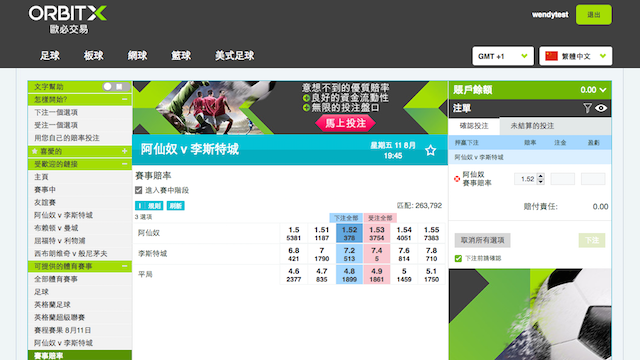 ORBITX
歐必交易
wendytest
退出
足球 板球 網球 籃球 美式足球
GMT +1
繁體中文
文字幫助
怎樣開始?
下注一個選項
受注一個選項
用您自己的賠率投注
喜愛的
受歡迎的鏈接
主頁
賽事中
友誼賽
阿仙奴 v 李斯特城
布賴頓 v 曼城
屈福特 v 利物浦
西布朗維奇 v 般尼茅夫
可提供的體育賽事
全部體育賽事
足球
英格蘭足球
英格蘭超級聯賽
賽程賽果 8月11日
阿仙奴 v 李斯特城
賽事賠率
意想不到的優質賠率
+良好的資金流動性
+無限的投注盤口
馬上投注
阿仙奴 v 李斯特城
星期五 11 8月
19:45
賽事賠率
進入賽中階段
規則 刷新
匹配: 263,792
3 選項
下注全部 受注全部
阿仙奴 1.5 1.51 1.52 1.53 1.54 1.55
5381 1187 378 3754 4051 7383
李斯特城 6.8 7 7.2 7.4 7.6 7.8
421 1790 513 5 814 710
平局 4.6 4.7 4.8 4.9 5 5.1
2377 835 1899 1861 1459 1750
賬戶餘額 0.00
注單
確認投注 未結算的投注
押贏下注 賠率 注金 盈虧
阿仙奴 v 李斯特城
阿仙奴
賽事賠率
1.52
賠付責任: 0.00
取消所有選項
下注
下注前請確認